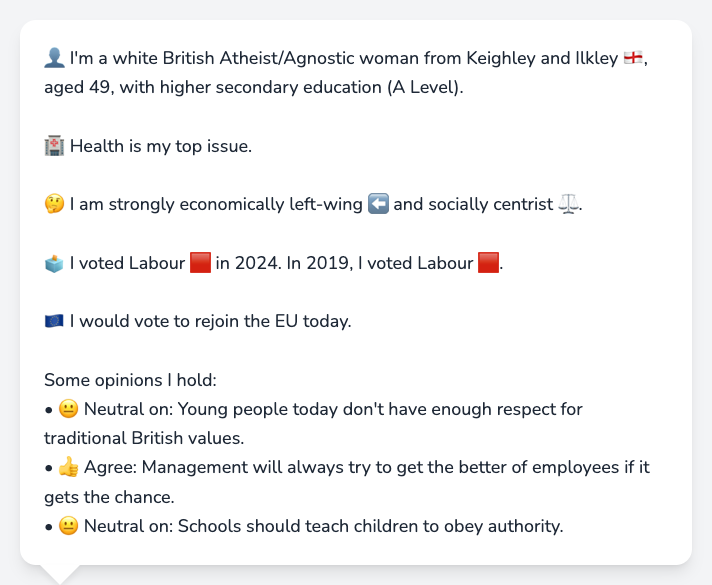 👤 I'm a white British Atheist/Agnostic woman from Keighley and Ilkley 🏴󠁧󠁢󠁥󠁮󠁧󠁿,
aged 49, with higher secondary education (A Level).
🏥 Health is my top issue.
🤔 I am strongly economically left-wing ⬅️ and socially centrist ⚖️.
🗳️ I voted Labour 🟥 in 2024. In 2019, I voted Labour 🟥.
🇪🇺 I would vote to rejoin the EU today.
Some opinions I hold:
• 😐 Neutral on: Young people today don't have enough respect for
traditional British values.
• 👍 Agree: Management will always try to get the better of employees if it
gets the chance.
• 😐 Neutral on: Schools should teach children to obey authority.